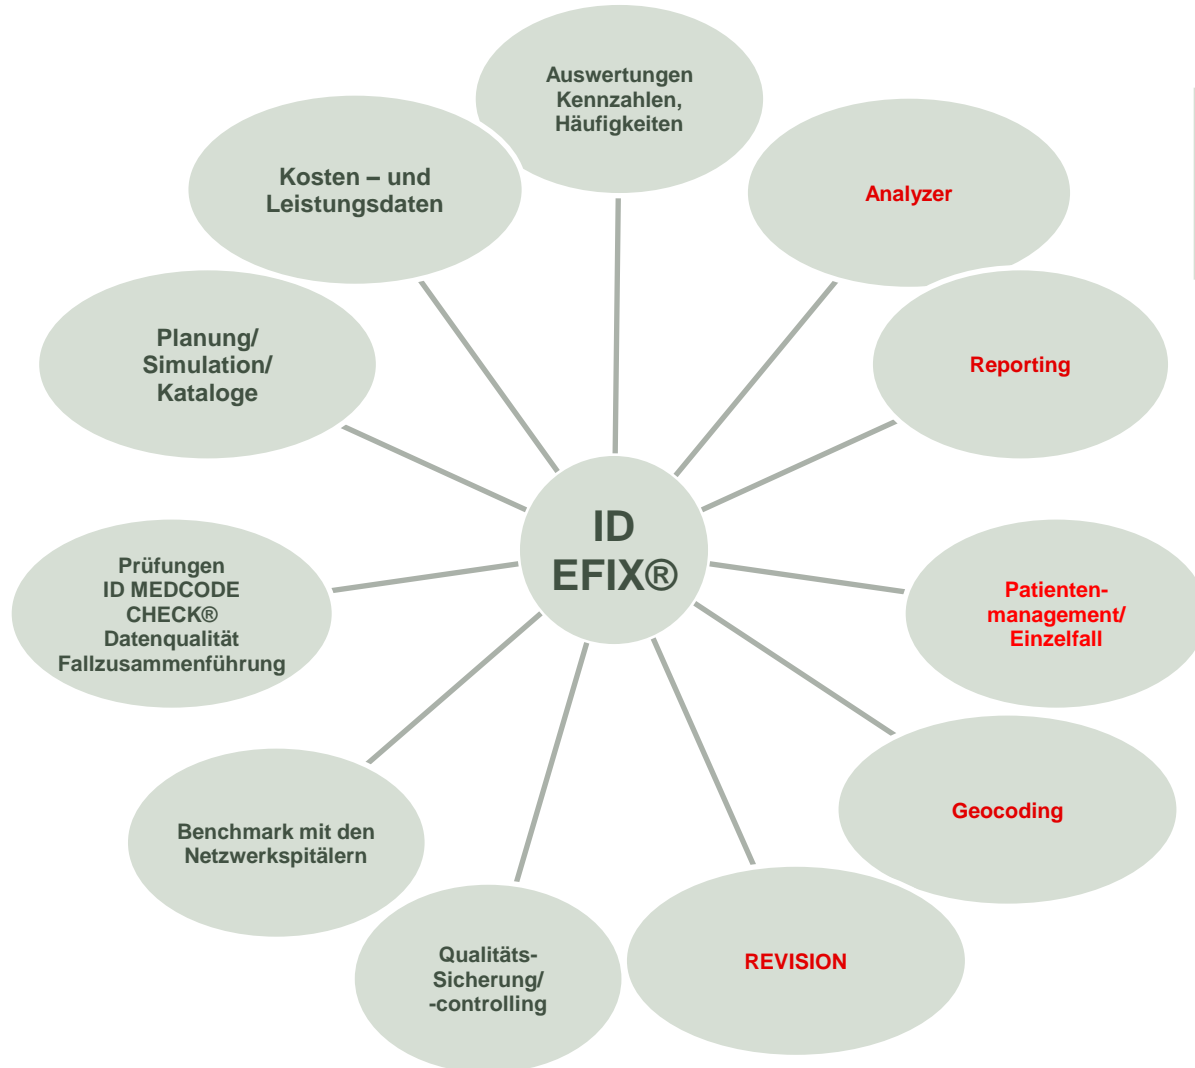 Auswertungen
Kennzahlen,
Häufigkeiten
Analyzer
Reporting
Patienten-
management/
Einzelfall
Geocoding
REVISION
Qualitäts-
Sicherung/
-controlling
Benchmark mit den
Netzwerkspitälern
Prüfungen
ID MEDCODE
CHECK®
Datenqualität
Fallzusammenführung
Planung/
Simulation/
Kataloge
Kosten – und
Leistungsdaten
ID
EFIX®